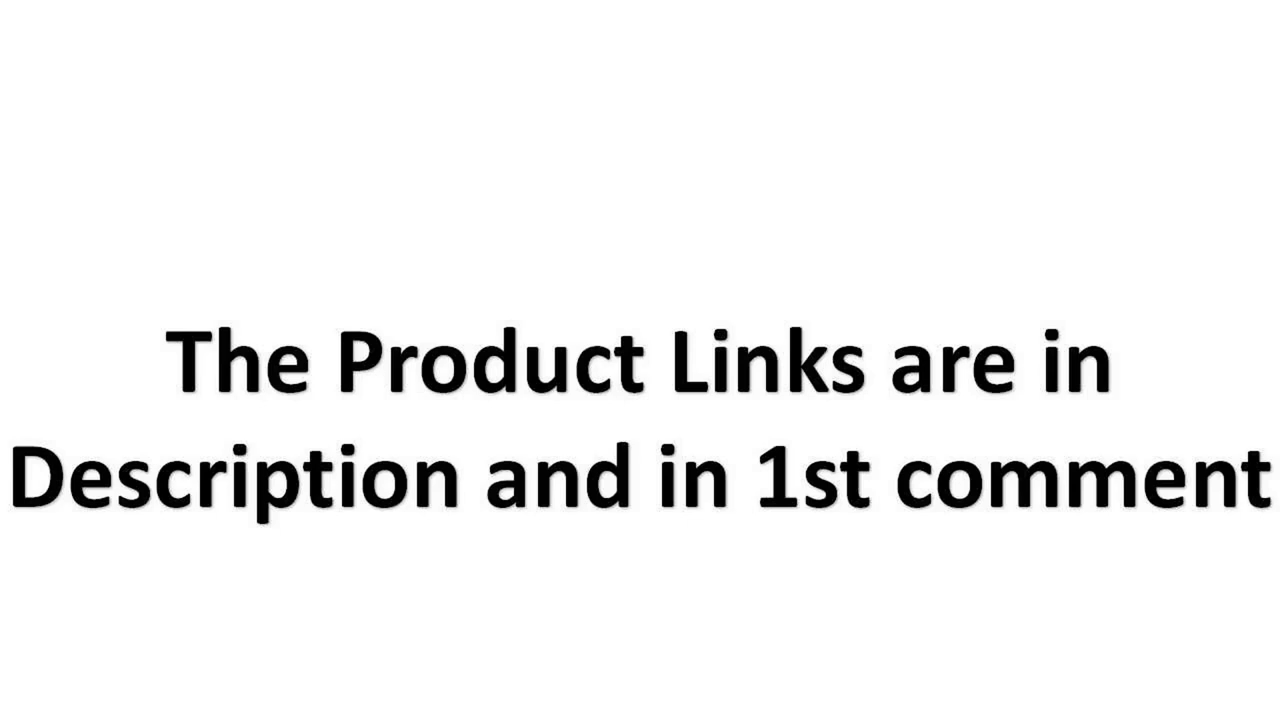 The Product Links are in
Description and in 1st comment